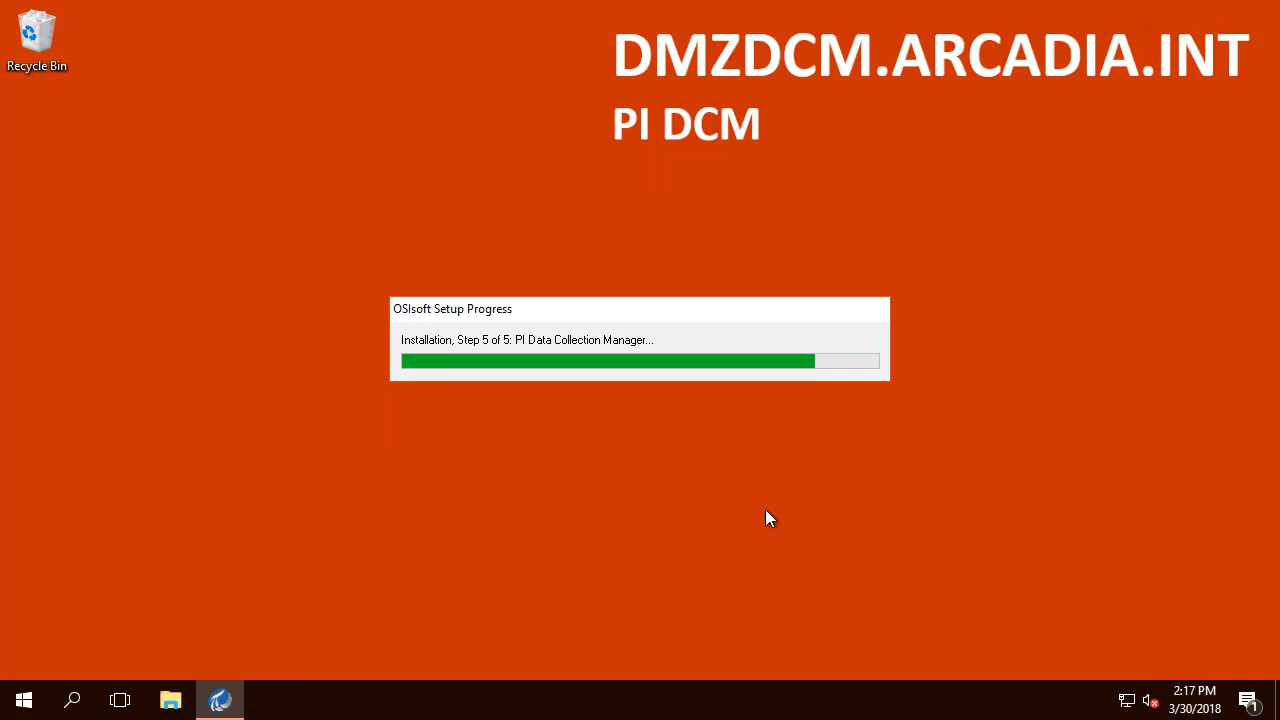 Recycle Bin
DMZDCM.ARCADIA.INT
PI DCM
OSIsoft Setup Progress
Installation, Step 5 of 5: PI Data Collection Manager...
2:17 PM
3/30/2018
1